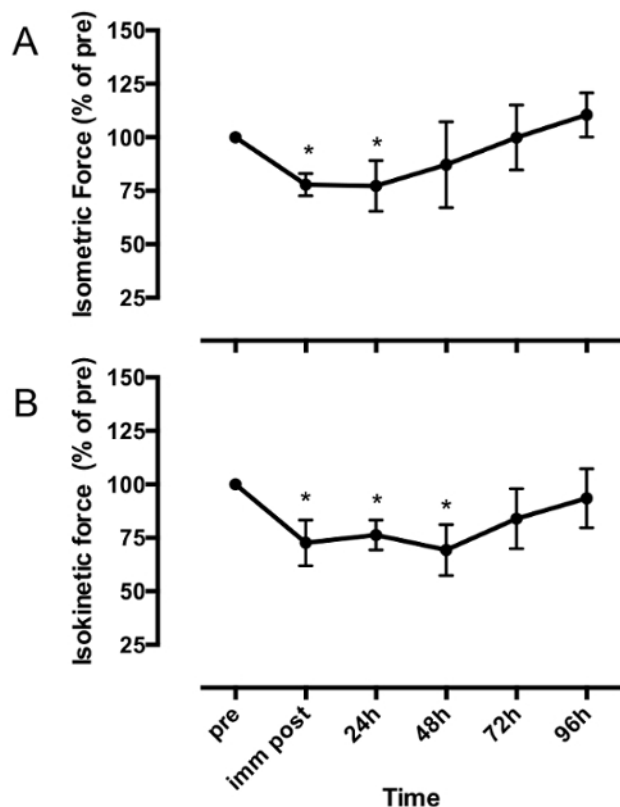 A
Isometric Force (% of pre)
150
125
100
75
50
25
*
*
B
Isokinetic force (% of pre)
150
125
100
75
50
25
*
*
*
pre
imm post
24h
48h
72h
96h
Time